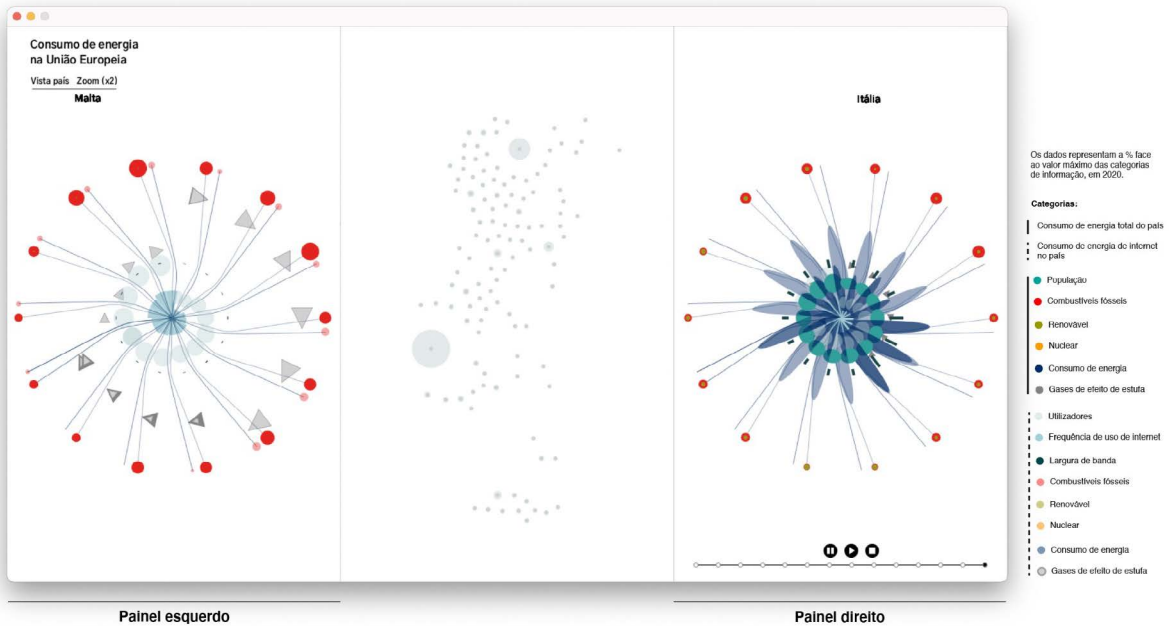 Consumo de energia
na União Europeia
Vista país Zoom (x2)
Malta
Itália
Os dados representam a % face
ao valor máximo das categorias
de informação, em 2020.
Categorias:
Consumo de energia total do país
Consumo de energia de internet
no país
População
Combustíveis fósseis
Renovável
Nuclear
Consumo de energia
Gases de efeito de estufa
Utilizadores
Frequência de uso de internet
Largura de banda
Combustíveis fósseis
Renovável
Nuclear
Consumo de energia
Gases de efeito de estufa
Painel esquerdo
Painel direito